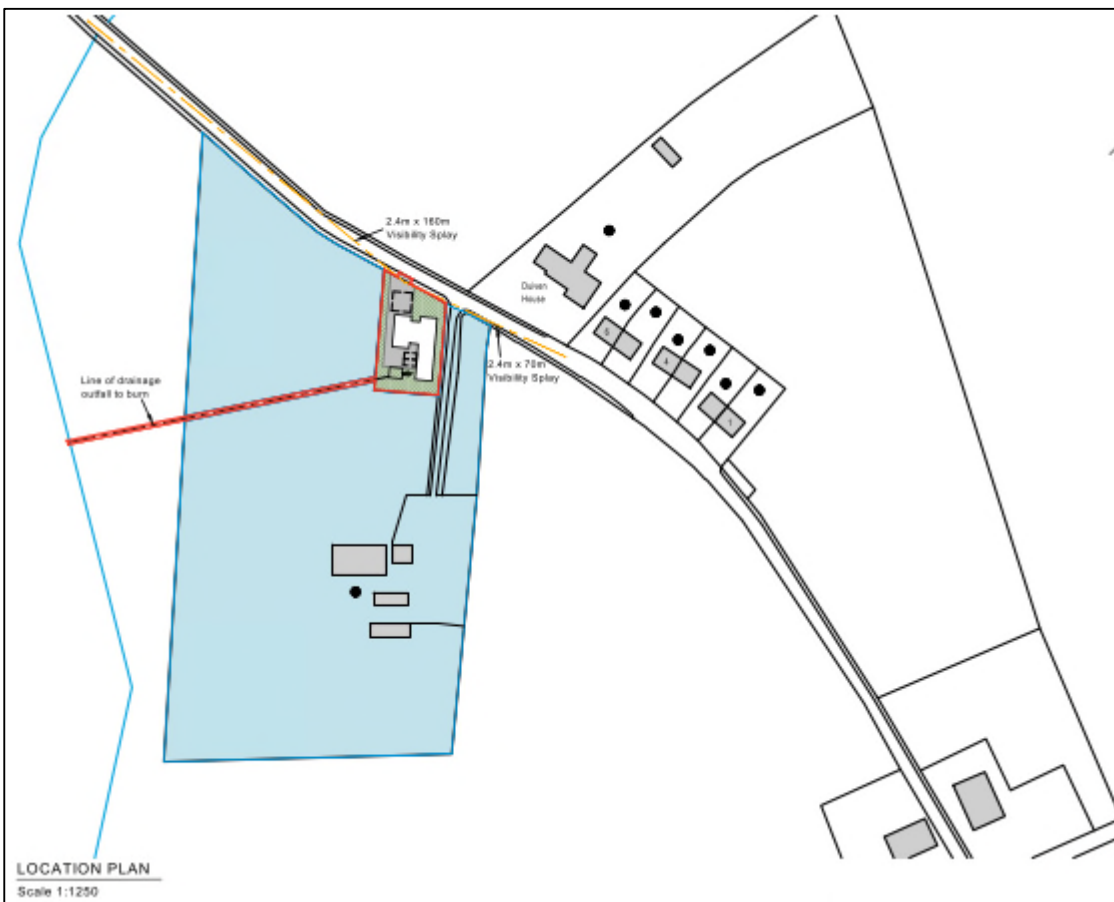 2.4m x 160m
Visibility Splay
House
2.4m x 70m
Visibility Splay
Line of drainage
outfall to burn
LOCATION PLAN
Scale 1:1250